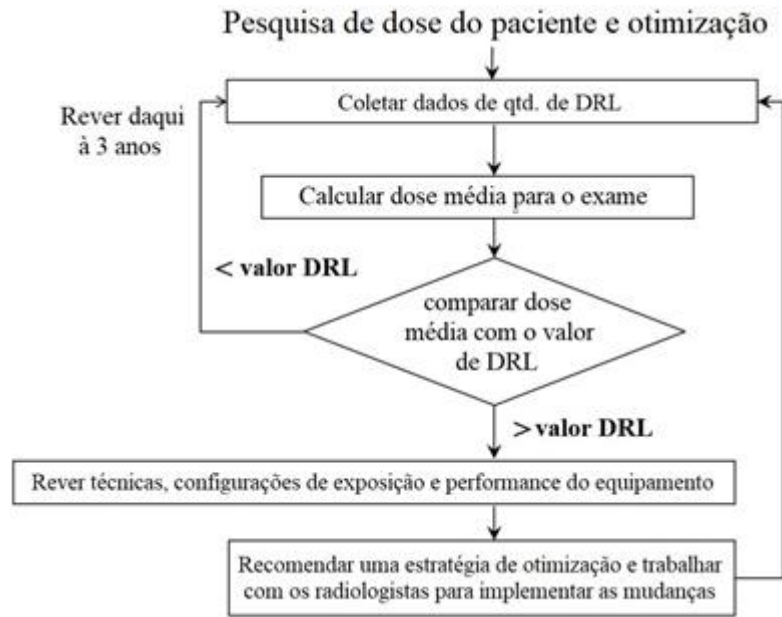 Pesquisa de dose do paciente e otimização
Coletar dados de qtd. de DRL
Rever daqui
à 3 anos
Calcular dose média para o exame
< valor DRL
comparar dose
média com o valor
de DRL
> valor DRL
Rever técnicas, configurações de exposição e performance do equipamento
Recomendar uma estratégia de otimização e trabalhar
com os radiologistas para implementar as mudanças